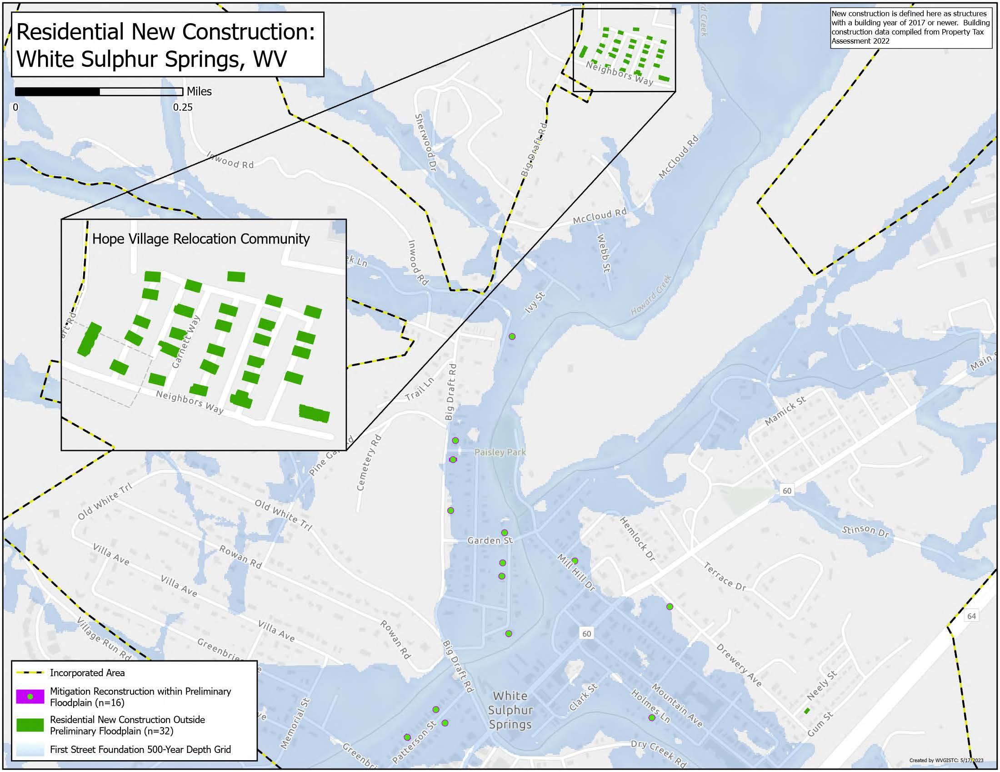 Residential New Construction:
White Sulphur Springs, WV
Miles
0
0.25
New construction is defined here as structures
with a building year of 2017 or newer.  Building
construction data compiled from Property Tax
Assessment 2022
Neighbors Way
Sherwood Dr
Big Draft Rd
Inwood Rd
McCloud Rd
McCloud Rd
Webb St
Inwood Rd
Hope Village Relocation Community
Garnett Way
Neighbors Way
Ivy St
Howard Creek
Main
Trail Ln
Big Draft Rd
Mamick St
Paisley Park
Cemetery Rd
60
Old White Trl
Old White Trl
Garden St
Hemlock Dr
Stinson Dr
Villa Ave
Rowan Rd
Mill Hill Dr
Terrace Dr
Villa Ave
Village Run Rd
Villa Ave
Rowan Rd
60
64
Big Draft Rd
Drewery Ave
Neely St
Gum St
White
Sulphur
Springs
Clark St
Holmes Ln
Mountain Ave
Memorial St
Patterson St
Dry Creek Rd
Incorporated Area
Mitigation Reconstruction within Preliminary
Floodplain (n=16)
Residential New Construction Outside
Preliminary Floodplain (n=32)
First Street Foundation 500-Year Depth Grid
Created by WVGISTC: 5/17/2023